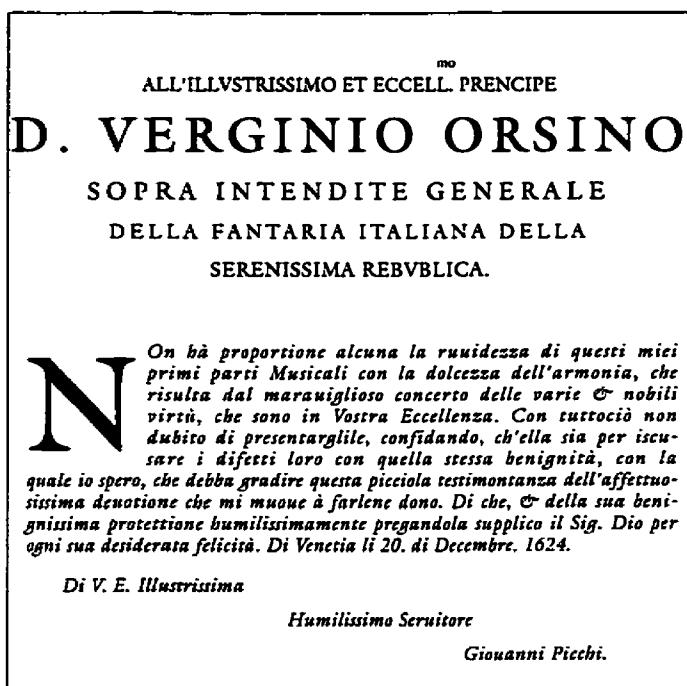 ALL'ILLVSTRISSIMO ET ECCELL.mo PRENCIPE
D. VERGINIO ORSINO
SOPRA INTENDITE GENERALE
DELLA FANTARIA ITALIANA DELLA
SERENISSIMA REBVBLICA.
NOn hà proportione alcuna la ruuidezza di questi miei
primi parti Musicali con la dolcezza dell'armonia, che
risulta dal marauiglioso concerto delle varie & nobili
virtù, che sono in Vostra Eccellenza. Con tuttociò non
dubito di presentarglile, confidando, ch'ella sia per iscu-
sare i difetti loro con quella stessa benignità, con la
quale io spero, che debba gradire questa picciola testimontanza dell'affettuo-
sissima deuotione che mi muoue à farlene dono. Di che, & della sua beni-
gnissima protettione humilissimamente pregandola supplico il Sig. Dio per
ogni sua desiderata felicità. Di Venetia li 20. di Decembre. 1624.
Di V. E. Illustrissima
Humilissimo Seruitore
Giouanni Picchi.